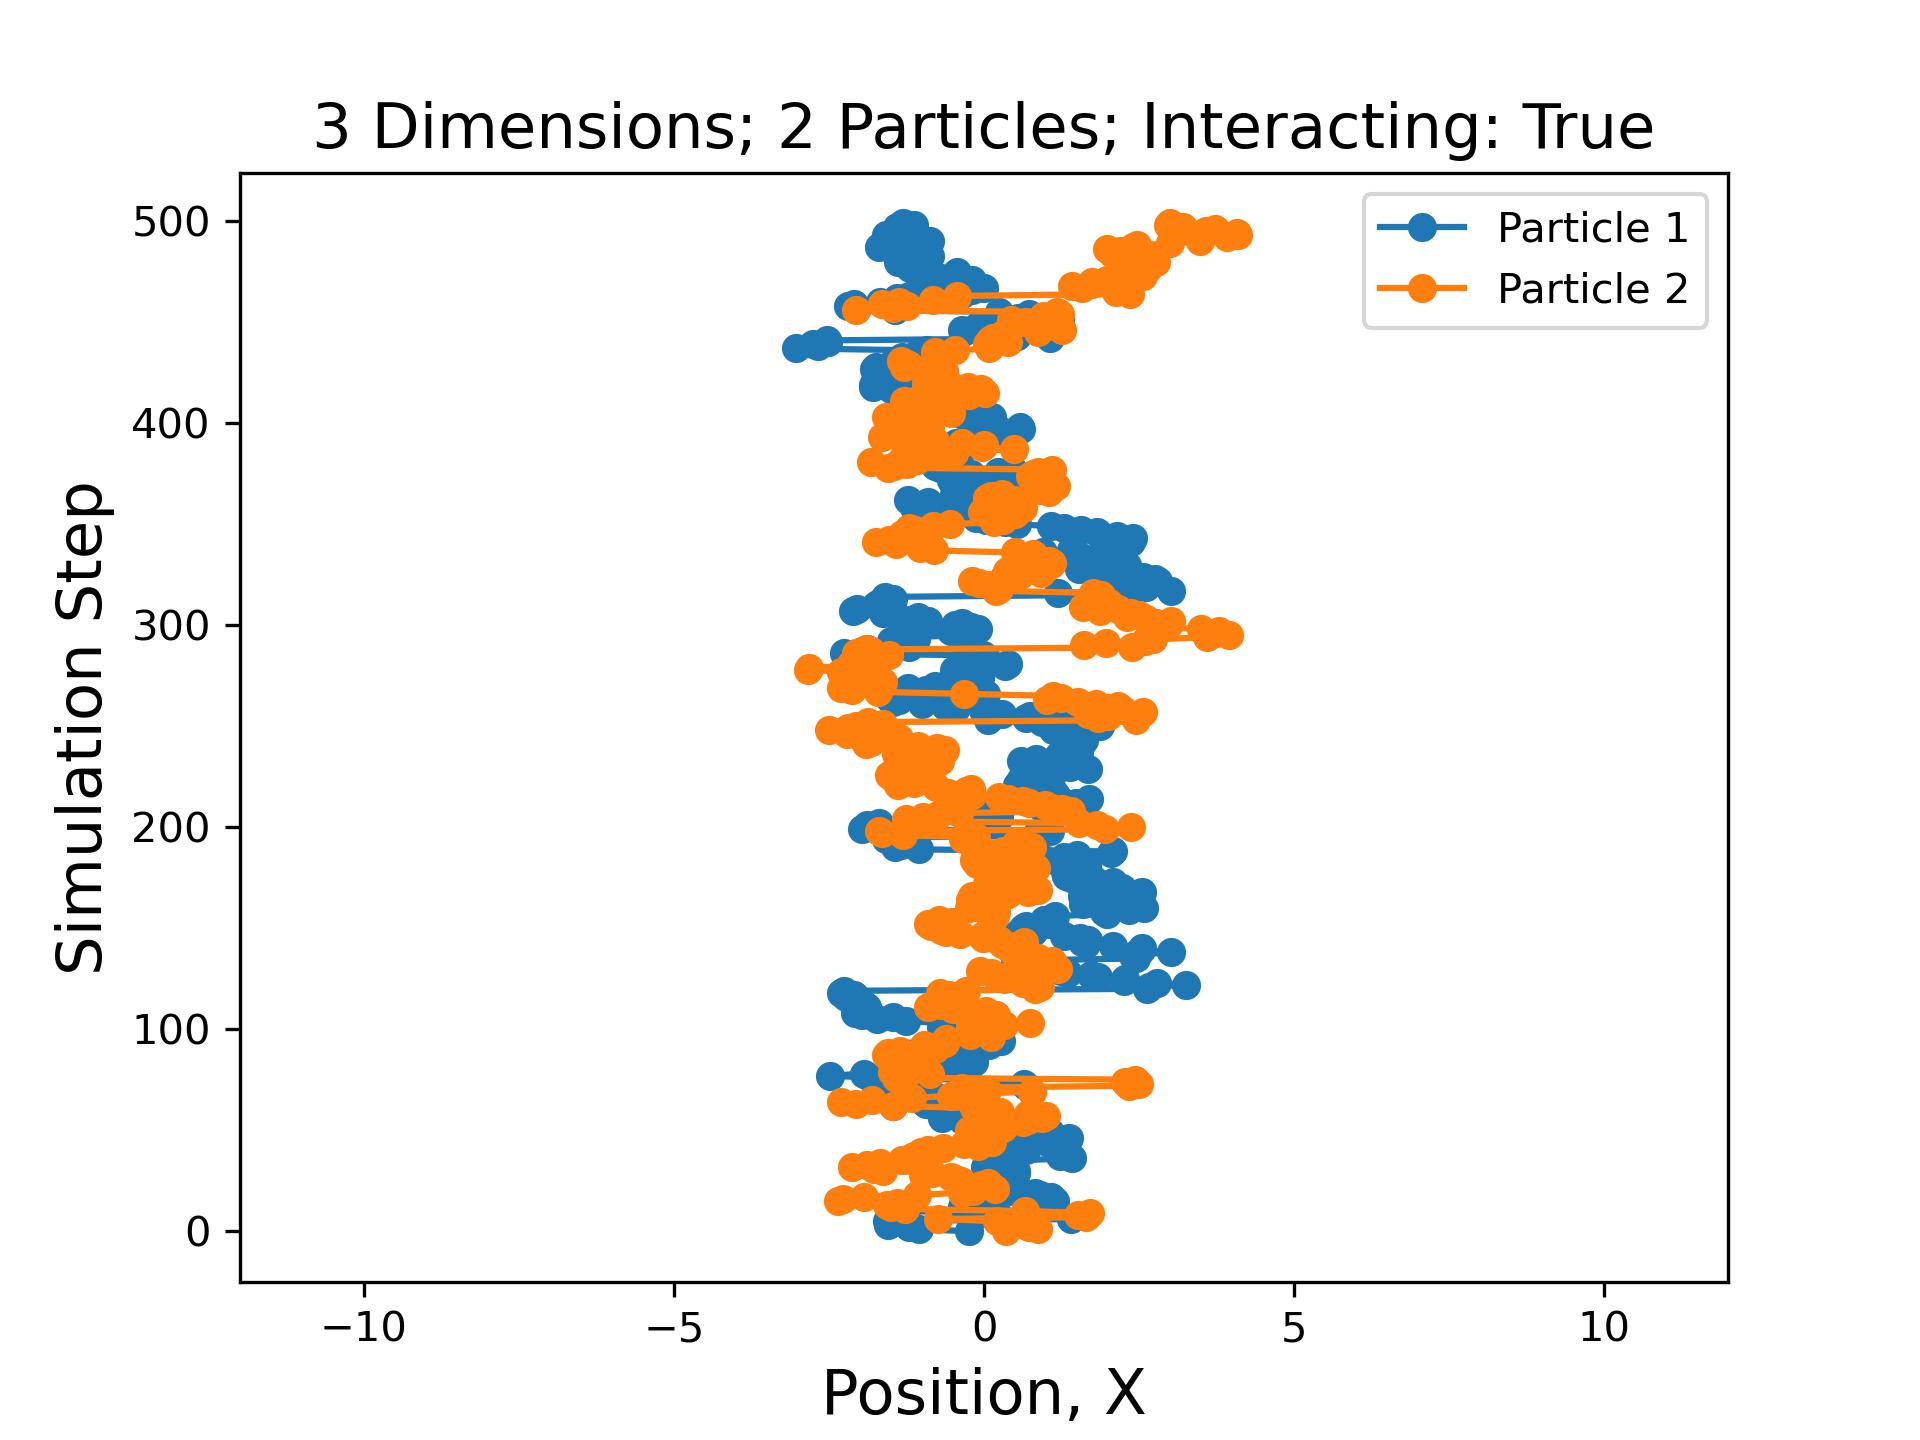 3 Dimensions; 2 Particles; Interacting: True
Particle 1
Particle 2
Simulation Step
500
400
300
200
100
0
−10
−5
0
5
10
Position, X